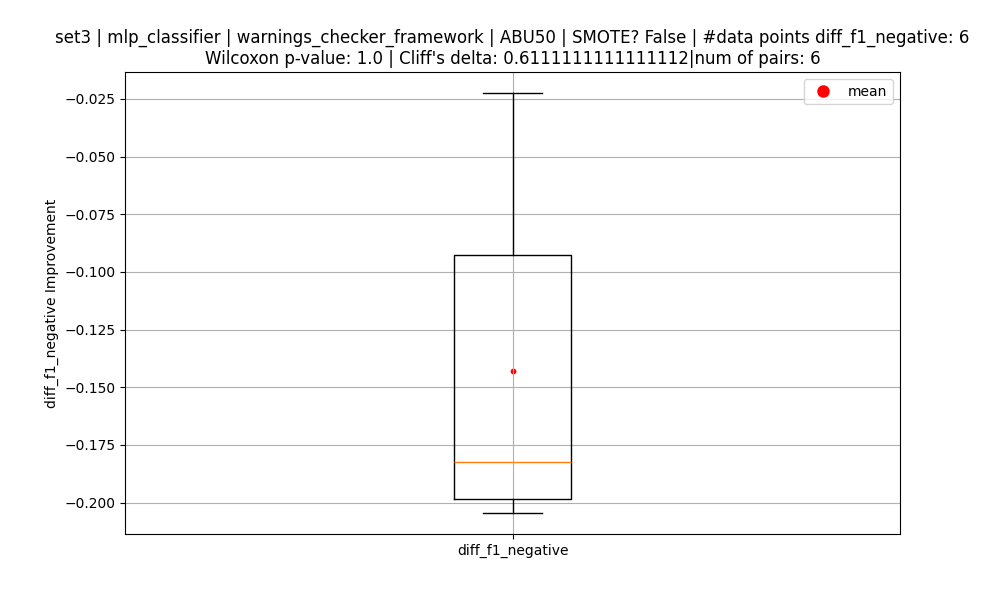 set3 | mlp_classifier | warnings_checker_framework | ABU50 | SMOTE? False | #data points diff_f1_negative: 6
Wilcoxon p-value: 1.0 | Cliff's delta: 0.6111111111111112|num of pairs: 6
mean
−0.025
−0.050
−0.075
−0.100
−0.125
−0.150
−0.175
−0.200
diff_f1_negative Improvement
diff_f1_negative